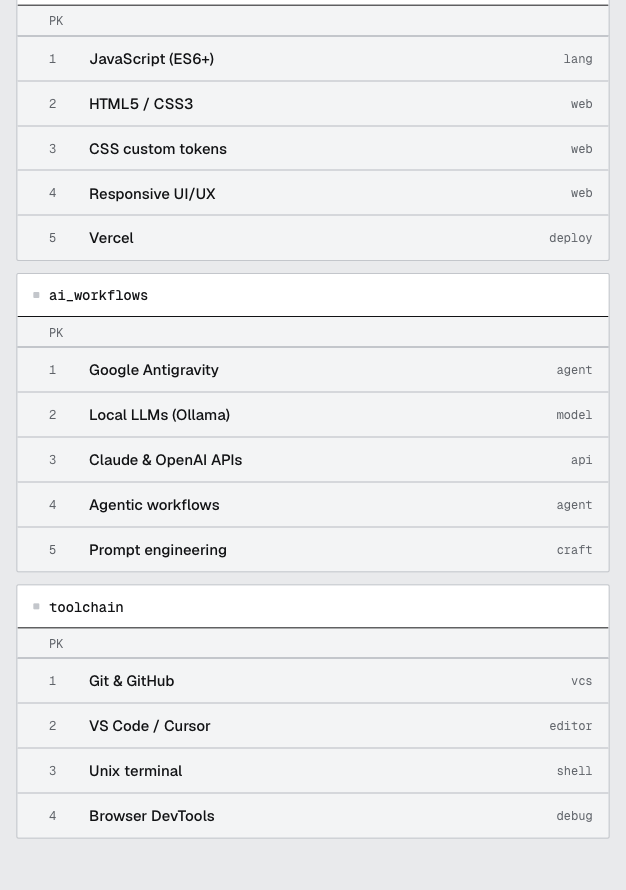 PK
1 JavaScript (ES6+) lang
2 HTML5 / CSS3 web
3 CSS custom tokens web
4 Responsive UI/UX web
5 Vercel deploy
ai_workflows
PK
1 Google Antigravity agent
2 Local LLMs (Ollama) model
3 Claude & OpenAI APIs api
4 Agentic workflows agent
5 Prompt engineering craft
toolchain
PK
1 Git & GitHub vcs
2 VS Code / Cursor editor
3 Unix terminal shell
4 Browser DevTools debug